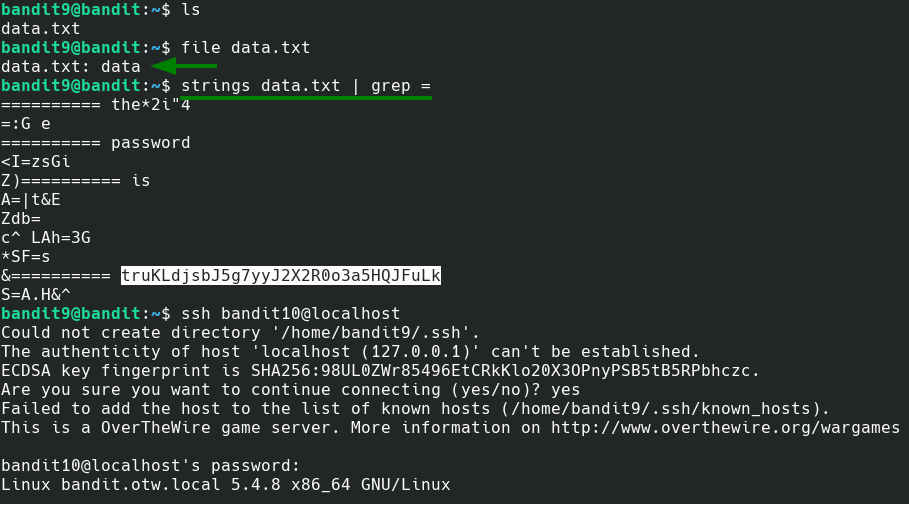 bandit9@bandit:~$ ls
data.txt
bandit9@bandit:~$ file data.txt
data.txt: data
bandit9@bandit:~$ strings data.txt | grep =
========== the*2i"4
=:G e
========== password
<I=zsGi
Z)========== is
A=|t&E
Zdb=
c^ LAh=3G
*SF=s
&========== truKLdjsbJ5g7yyJ2X2R0o3a5HQJFuLk
S=A.H&^
bandit9@bandit:~$ ssh bandit10@localhost
Could not create directory '/home/bandit9/.ssh'.
The authenticity of host 'localhost (127.0.0.1)' can't be established.
ECDSA key fingerprint is SHA256:98UL0ZWr85496EtCRkKlo20X3OPnyPSB5tB5RPbhczc.
Are you sure you want to continue connecting (yes/no)? yes
Failed to add the host to the list of known hosts (/home/bandit9/.ssh/known_hosts).
This is a OverTheWire game server. More information on http://www.overthewire.org/wargames
bandit10@localhost's password:
Linux bandit.otw.local 5.4.8 x86_64 GNU/Linux